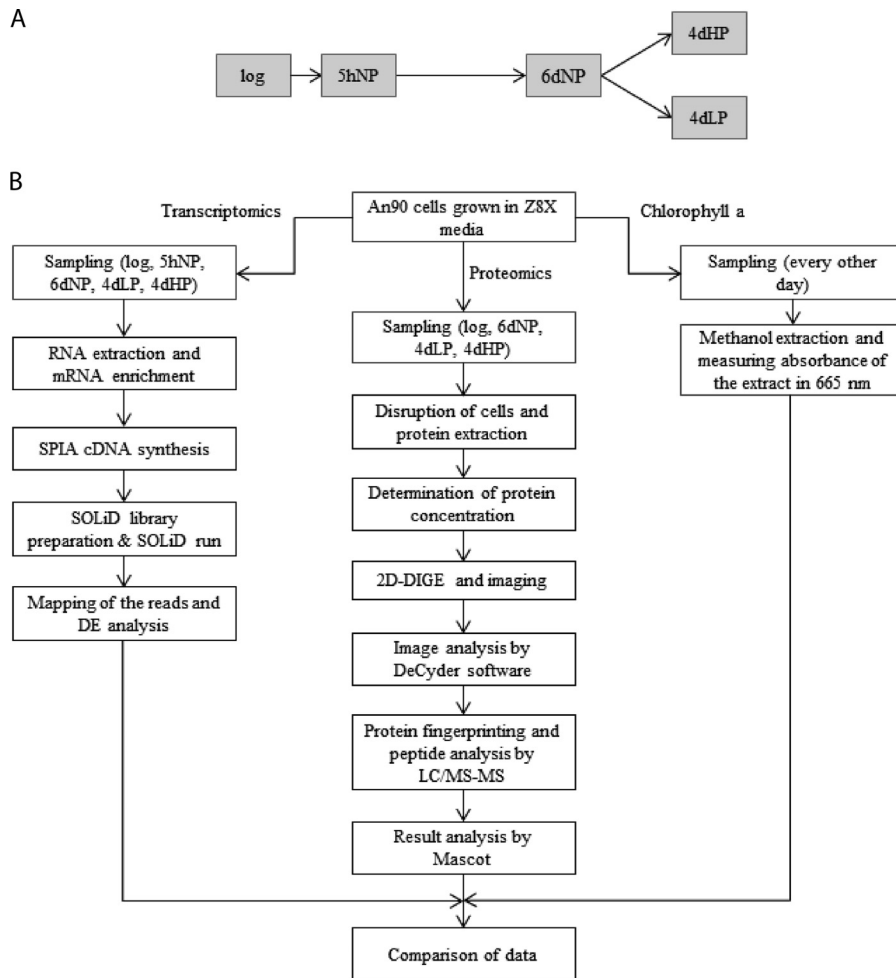 A
log
5hNP
6dNP
4dHP
4dLP
B
Transcriptomics
An90 cells grown in Z8X
media
Chlorophyll a
Sampling (log, 5hNP,
6dNP, 4dLP, 4dHP)
RNA extraction and
mRNA enrichment
SPIA cDNA synthesis
SOLiD library
preparation & SOLiD run
Mapping of the reads and
DE analysis
Proteomics
Sampling (log, 6dNP,
4dLP, 4dHP)
Disruption of cells and
protein extraction
Determination of protein
concentration
2D-DIGE and imaging
Image analysis by
DeCyder software
Protein fingerprinting and
peptide analysis by
LC/MS-MS
Result analysis by
Mascot
Sampling (every other
day)
Methanol extraction and
measuring absorbance of
the extract in 665 nm
Comparison of data